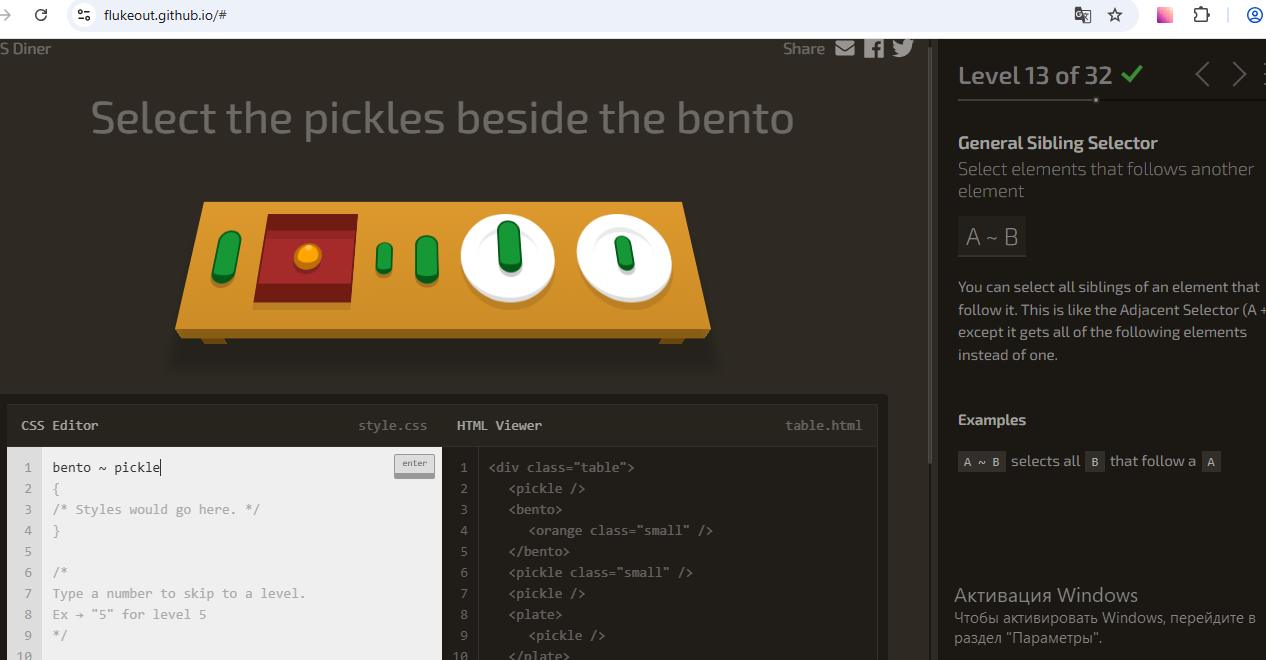 flukeout.github.io/#
S Diner
Share
Select the pickles beside the bento
Level 13 of 32
General Sibling Selector
Select elements that follows another
element
A ~ B
You can select all siblings of an element that
follow it. This is like the Adjacent Selector (A +
except it gets all of the following elements
instead of one.
Examples
A ~ B selects all B that follow a A
CSS Editor
style.css
1 bento ~ pickle
enter
2 {
3 /* Styles would go here. */
4 }
5
6 /*
7 Type a number to skip to a level.
8 Ex → "5" for level 5
9 */
10
HTML Viewer
table.html
1 <div class="table">
2 <pickle />
3 <bento>
4 <orange class="small" />
5 </bento>
6 <pickle class="small" />
7 <pickle />
8 <plate>
9 <pickle />
10 </plate>
Активация Windows
Чтобы активировать Windows, перейдите в
раздел "Параметры".